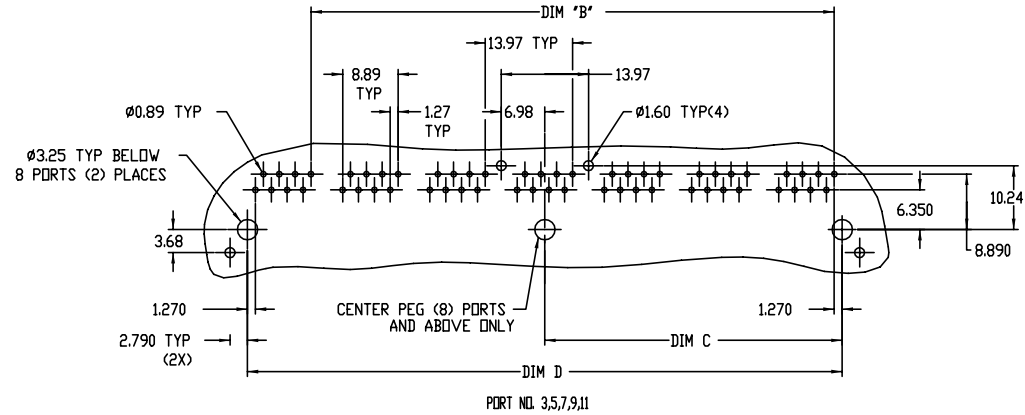 DIM "B"
13.97 TYP
8.89
TYP
13.97
1.27
TYP
6.98
ø0.89 TYP
ø1.60 TYP(4)
ø3.25 TYP BELOW
8 PORTS (2) PLACES
10.24
6.350
3.68
8.890
1.270
CENTER PEG (8) PORTS
AND ABOVE ONLY
1.270
2.790 TYP
(2X)
DIM C
DIM D
PORT NO. 3,5,7,9,11